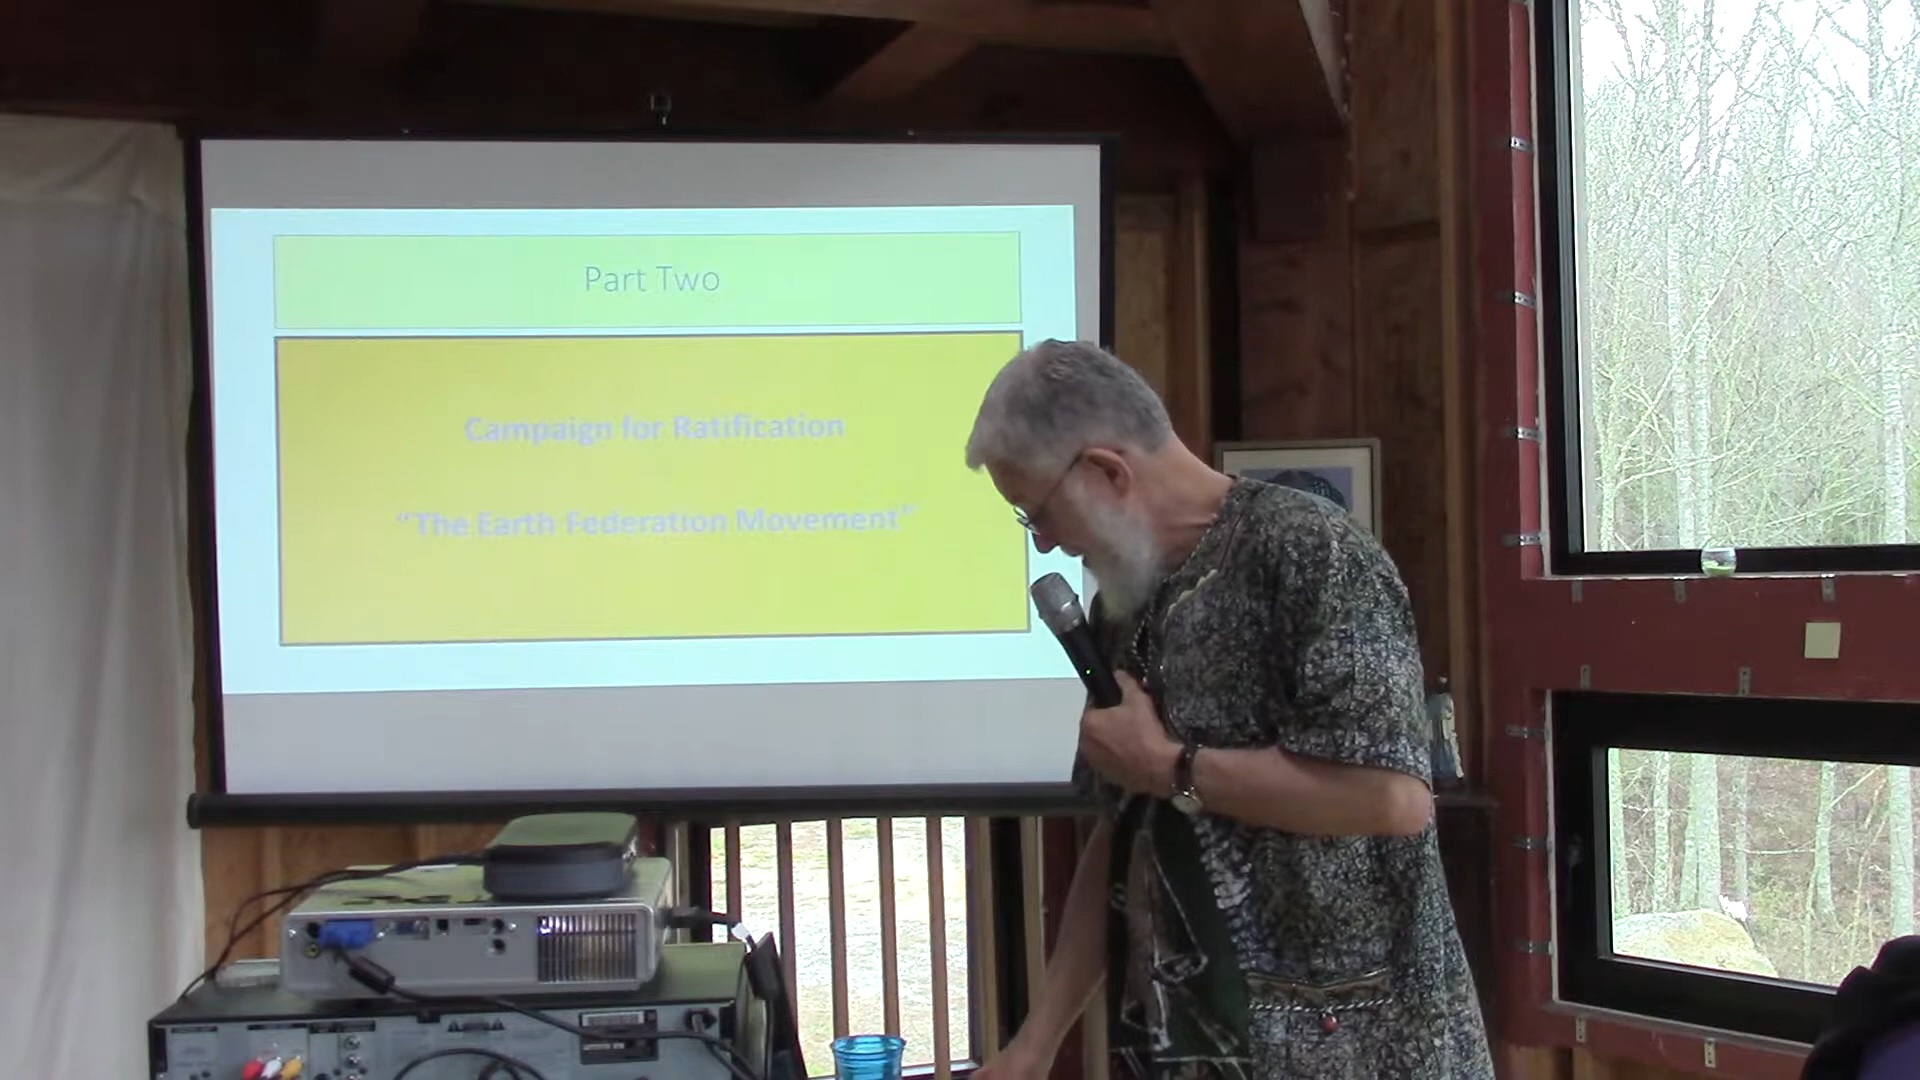 Part Two
Campaign for Ratification
“The Earth Federation Movement”